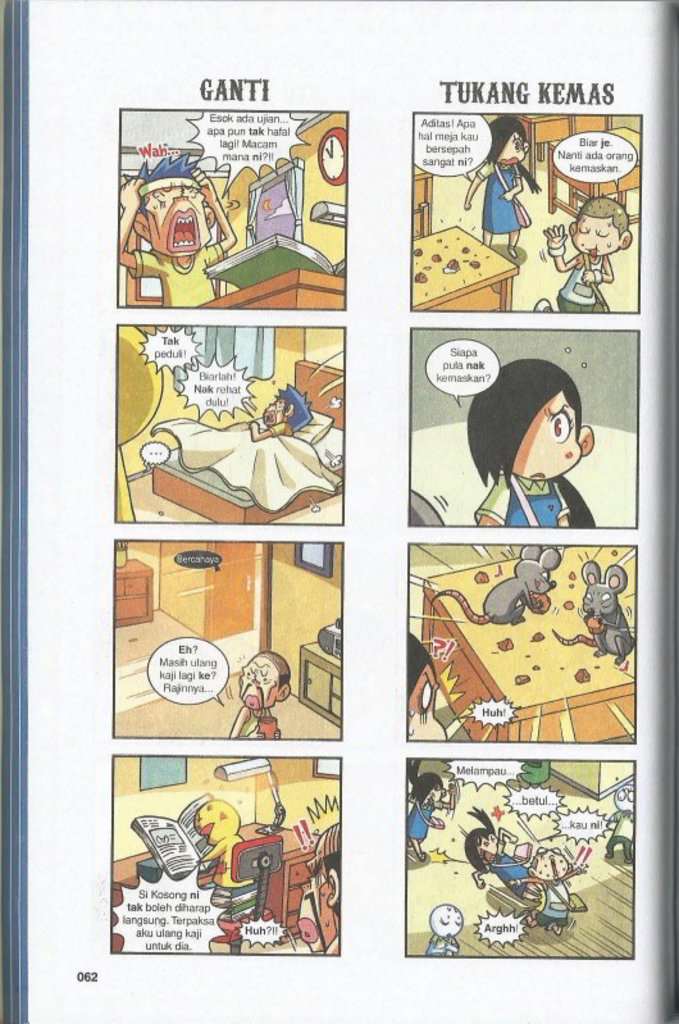 GANTI
Wah...
Esok ada ujian...
apa pun tak hafal
lagi! Macam
mana ni?!!
Tak
peduli!
Biarlah!
Nak rehat
dulu!
...
Bercahaya
Eh?
Masih ulang
kaji lagi ke?
Rajinnya...
!!
Si Kosong ni
tak boleh diharap
langsung. Terpaksa
aku ulang kaji
untuk dia.
Huh?!!
TUKANG KEMAS
Aditas! Apa
hal meja kau
bersepah
sangat ni?
Biar je.
Nanti ada orang
kemaskan.
Siapa
pula nak
kemaskan?
?!
Huh!
Melampau...
...betul...
...kau ni!
!!
Arghh!
062